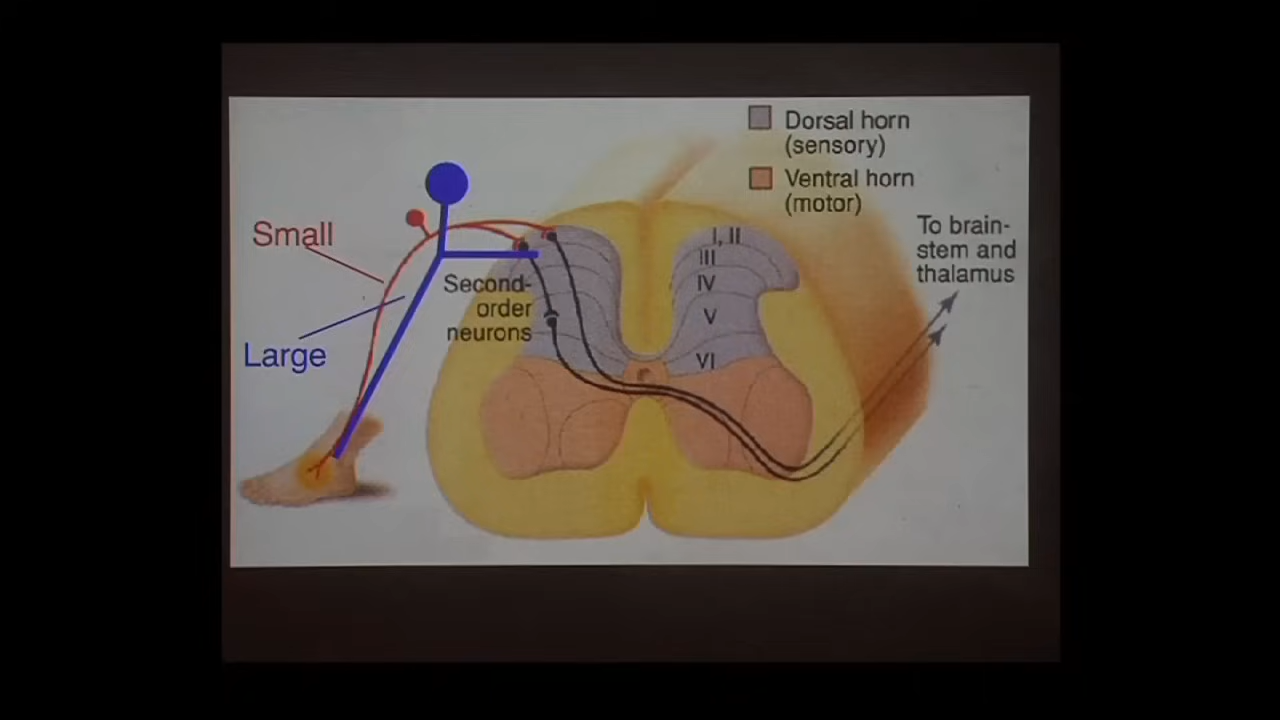 Dorsal horn
(sensory)
Ventral horn
(motor)
Small
Large
Second-
order
neurons
I, II
III
IV
V
VI
To brain-
stem and
thalamus